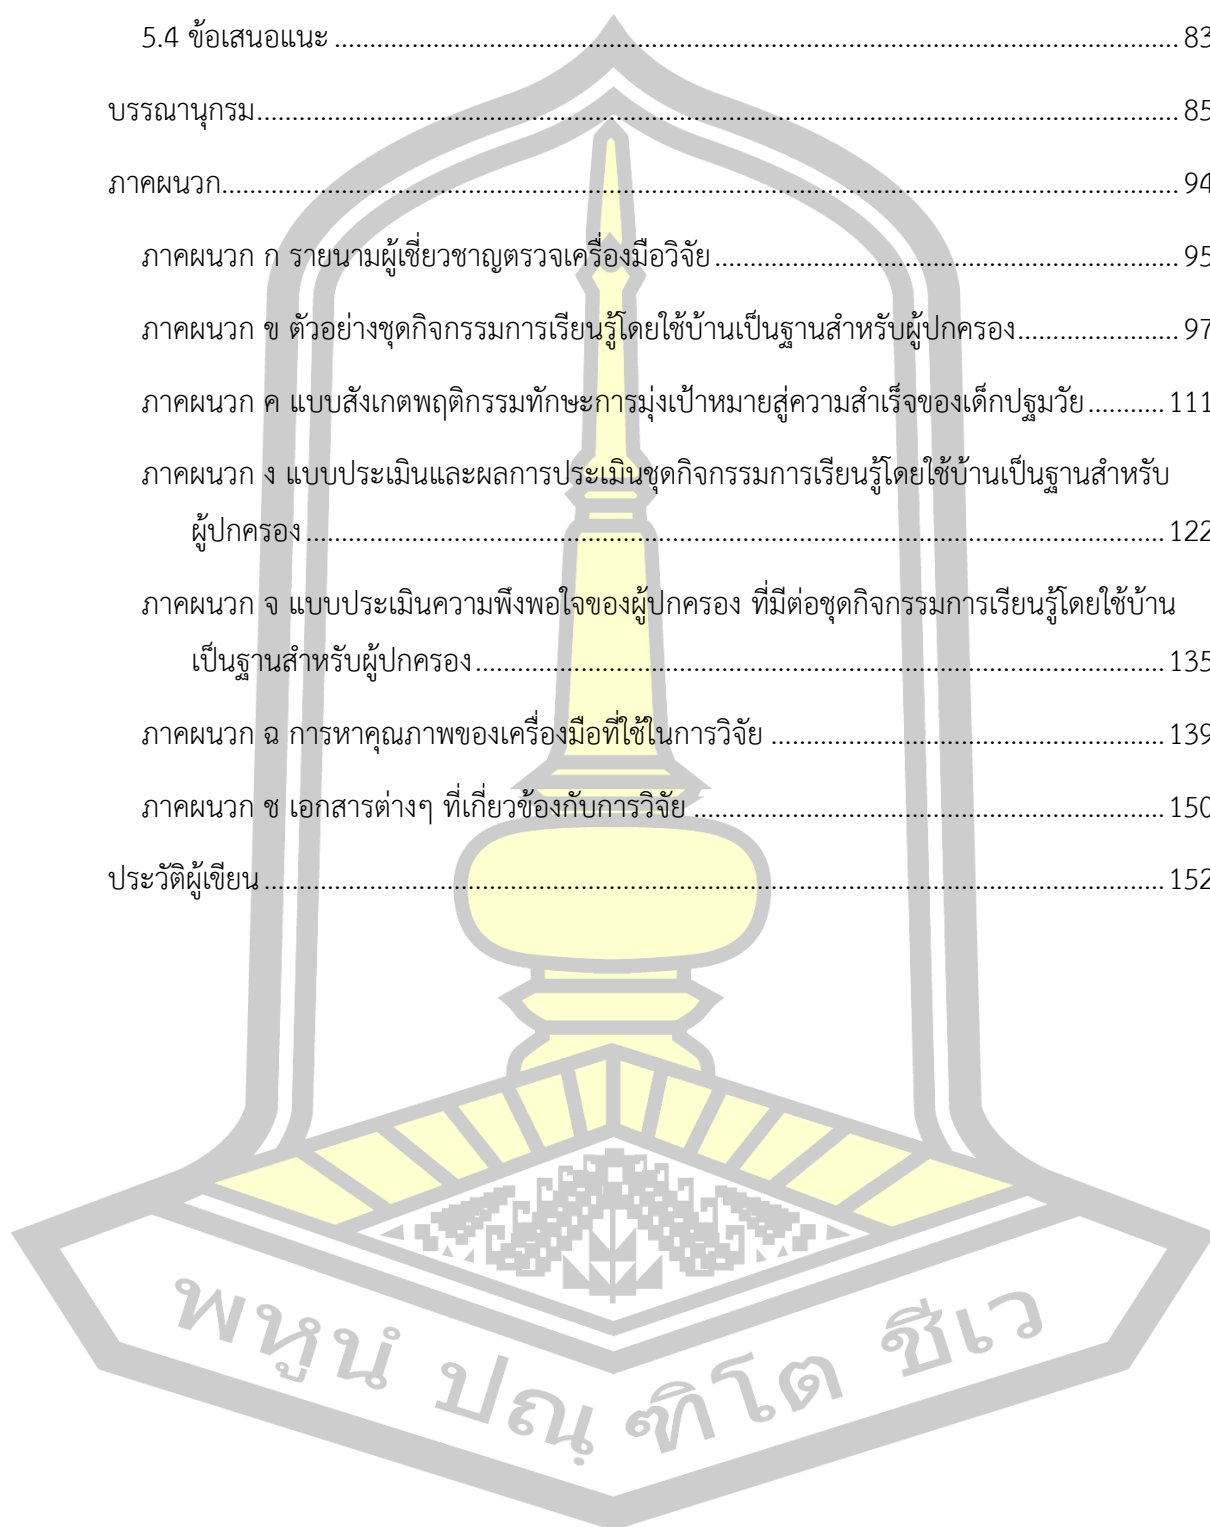 5.4 ข้อเสนอแนะ ........................................................................................................ 83
บรรณานุกรม........................................................................................................ 85
ภาคผนวก........................................................................................................ 94
ภาคผนวก ก รายนามผู้เชี่ยวชาญตรวจเครื่องมือวิจัย ........................................................ 95
ภาคผนวก ข ตัวอย่างชุดกิจกรรมการเรียนรู้โดยใช้บ้านเป็นฐานสำหรับผู้ปกครอง.................... 97
ภาคผนวก ค แบบสังเกตพฤติกรรมทักษะการมุ่งเป้าหมายสู่ความสำเร็จของเด็กปฐมวัย ........... 111
ภาคผนวก ง แบบประเมินและผลการประเมินชุดกิจกรรมการเรียนรู้โดยใช้บ้านเป็นฐานสำหรับ
ผู้ปกครอง ........................................................................................................ 122
ภาคผนวก จ แบบประเมินความพึงพอใจของผู้ปกครอง ที่มีต่อชุดกิจกรรมการเรียนรู้โดยใช้บ้าน
เป็นฐานสำหรับผู้ปกครอง ........................................................................................ 135
ภาคผนวก ฉ การหาคุณภาพของเครื่องมือที่ใช้ในการวิจัย ................................................ 139
ภาคผนวก ช เอกสารต่างๆ ที่เกี่ยวข้องกับการวิจัย .......................................................... 150
ประวัติผู้เขียน ........................................................................................................ 152
พหูนํ ปณฺฑิโต ชีเว